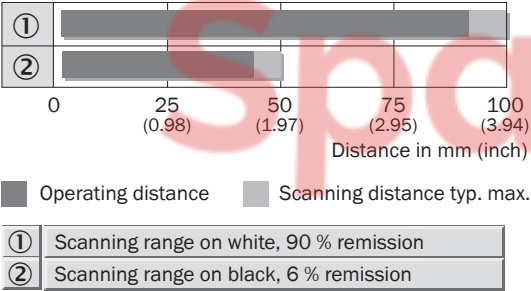 ①
②
0 25 50 75 100
(0.98) (1.97) (2.95) (3.94)
Distance in mm (inch)
Operating distance Scanning distance typ. max.
① Scanning range on white, 90 % remission
② Scanning range on black, 6 % remission
Spa